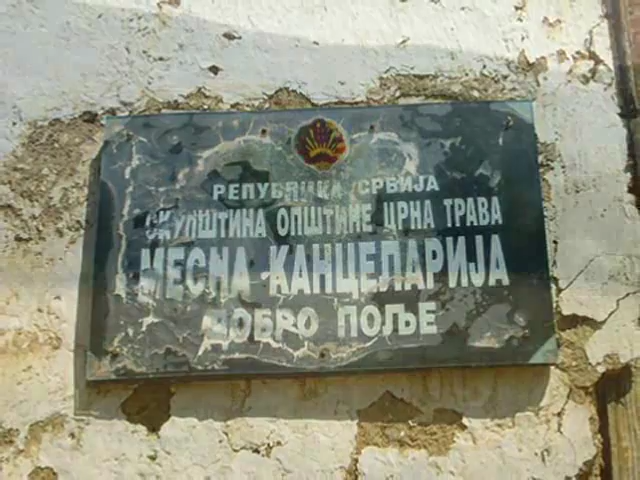 РЕПУБЛИКА СРБИЈА
СКУПШТИНА ОПШТИНЕ ЦРНА ТРАВА
МЕСНА КАНЦЕЛАРИЈА
ДОБРО ПОЉЕ